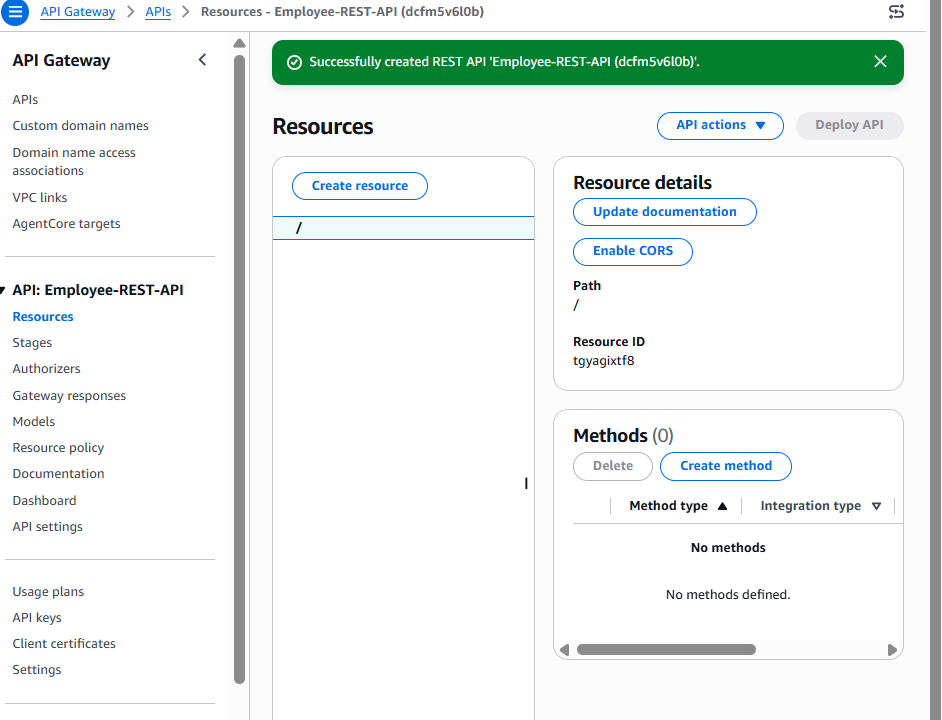 API Gateway > APIs > Resources - Employee-REST-API (dcfm5v6l0b)
API Gateway
APIs
Custom domain names
Domain name access
associations
VPC links
AgentCore targets
API: Employee-REST-API
Resources
Stages
Authorizers
Gateway responses
Models
Resource policy
Documentation
Dashboard
API settings
Usage plans
API keys
Client certificates
Settings
Successfully created REST API 'Employee-REST-API (dcfm5v6l0b)'.
Resources
API actions
Deploy API
Create resource
/
Resource details
Update documentation
Enable CORS
Path
/
Resource ID
tgyagixtf8
Methods (0)
Delete
Create method
Method type
Integration type
No methods
No methods defined.